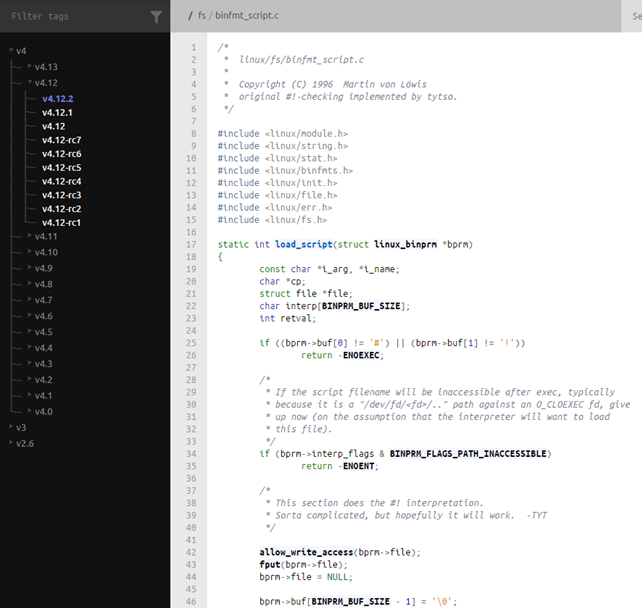 Filter tags
/ fs / binfmt_script.c
Se
v4
v4.13
v4.12
v4.12.2
v4.12.1
v4.12
v4.12-rc7
v4.12-rc6
v4.12-rc5
v4.12-rc4
v4.12-rc3
v4.12-rc2
v4.12-rc1
v4.11
v4.10
v4.9
v4.8
v4.7
v4.6
v4.5
v4.4
v4.3
v4.2
v4.1
v4.0
v3
v2.6
1 /*
2  *  linux/fs/binfmt_script.c
3  *
4  *  Copyright (C) 1996  Martin von Löwis
5  *  original #!-checking implemented by tytso.
6  */
7
8 #include <linux/module.h>
9 #include <linux/string.h>
10 #include <linux/stat.h>
11 #include <linux/binfmts.h>
12 #include <linux/init.h>
13 #include <linux/file.h>
14 #include <linux/err.h>
15 #include <linux/fs.h>
16
17 static int load_script(struct linux_binprm *bprm)
18 {
19         const char *i_arg, *i_name;
20         char *cp;
21         struct file *file;
22         char interp[BINPRM_BUF_SIZE];
23         int retval;
24
25         if ((bprm->buf[0] != '#') || (bprm->buf[1] != '!'))
26                 return -ENOEXEC;
27
28         /*
29          * If the script filename will be inaccessible after exec, typically
30          * because it is a "/dev/fd/<fd>/.." path against an O_CLOEXEC fd, give
31          * up now (on the assumption that the interpreter will want to load
32          * this file).
33          */
34         if (bprm->interp_flags & BINPRM_FLAGS_PATH_INACCESSIBLE)
35                 return -ENOENT;
36
37         /*
38          * This section does the #! interpretation.
39          * Sorta complicated, but hopefully it will work.  -TYT
40          */
41
42         allow_write_access(bprm->file);
43         fput(bprm->file);
44         bprm->file = NULL;
45
46         bprm->buf[BINPRM_BUF_SIZE - 1] = '\0';